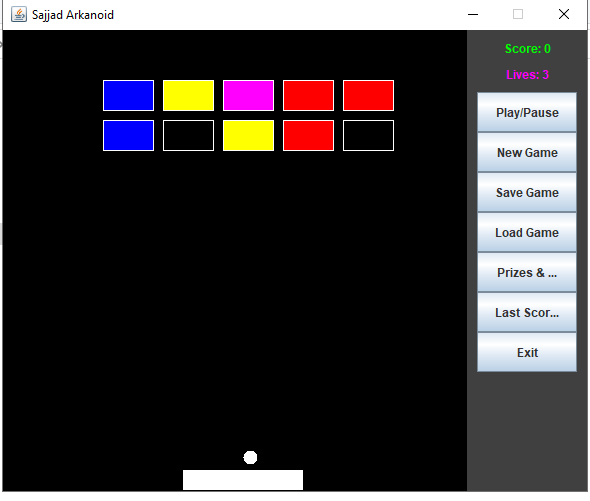 Sajjad Arkanoid
Score: 0
Lives: 3
Play/Pause
New Game
Save Game
Load Game
Prizes & ...
Last Scor...
Exit